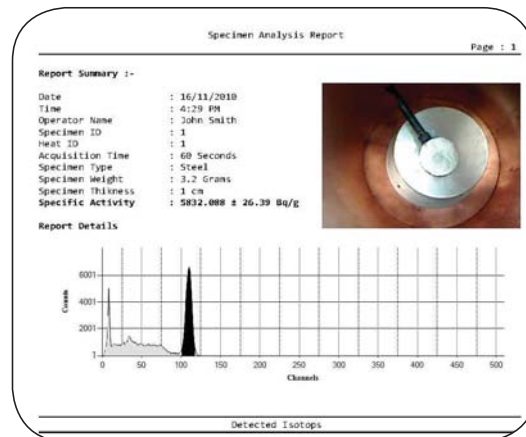 Specimen Analysis Report
Page : 1
Report Summary :-
Date : 16/11/2010
Time : 4:29 PM
Operator Name : John Smith
Specimen ID : 1
Heat ID : 1
Acquisition Time : 60 Seconds
Specimen Type : Steel
Specimen Weight : 3.2 Grams
Specimen Thikness : 1 cm
Specific Activity : 5832.088 ± 26.39 Bq/g
Report Details
6001
4001
2001
1
Counts
0 50 100 150 200 250 300 350 400 450 500
Channels
Detected Isotops